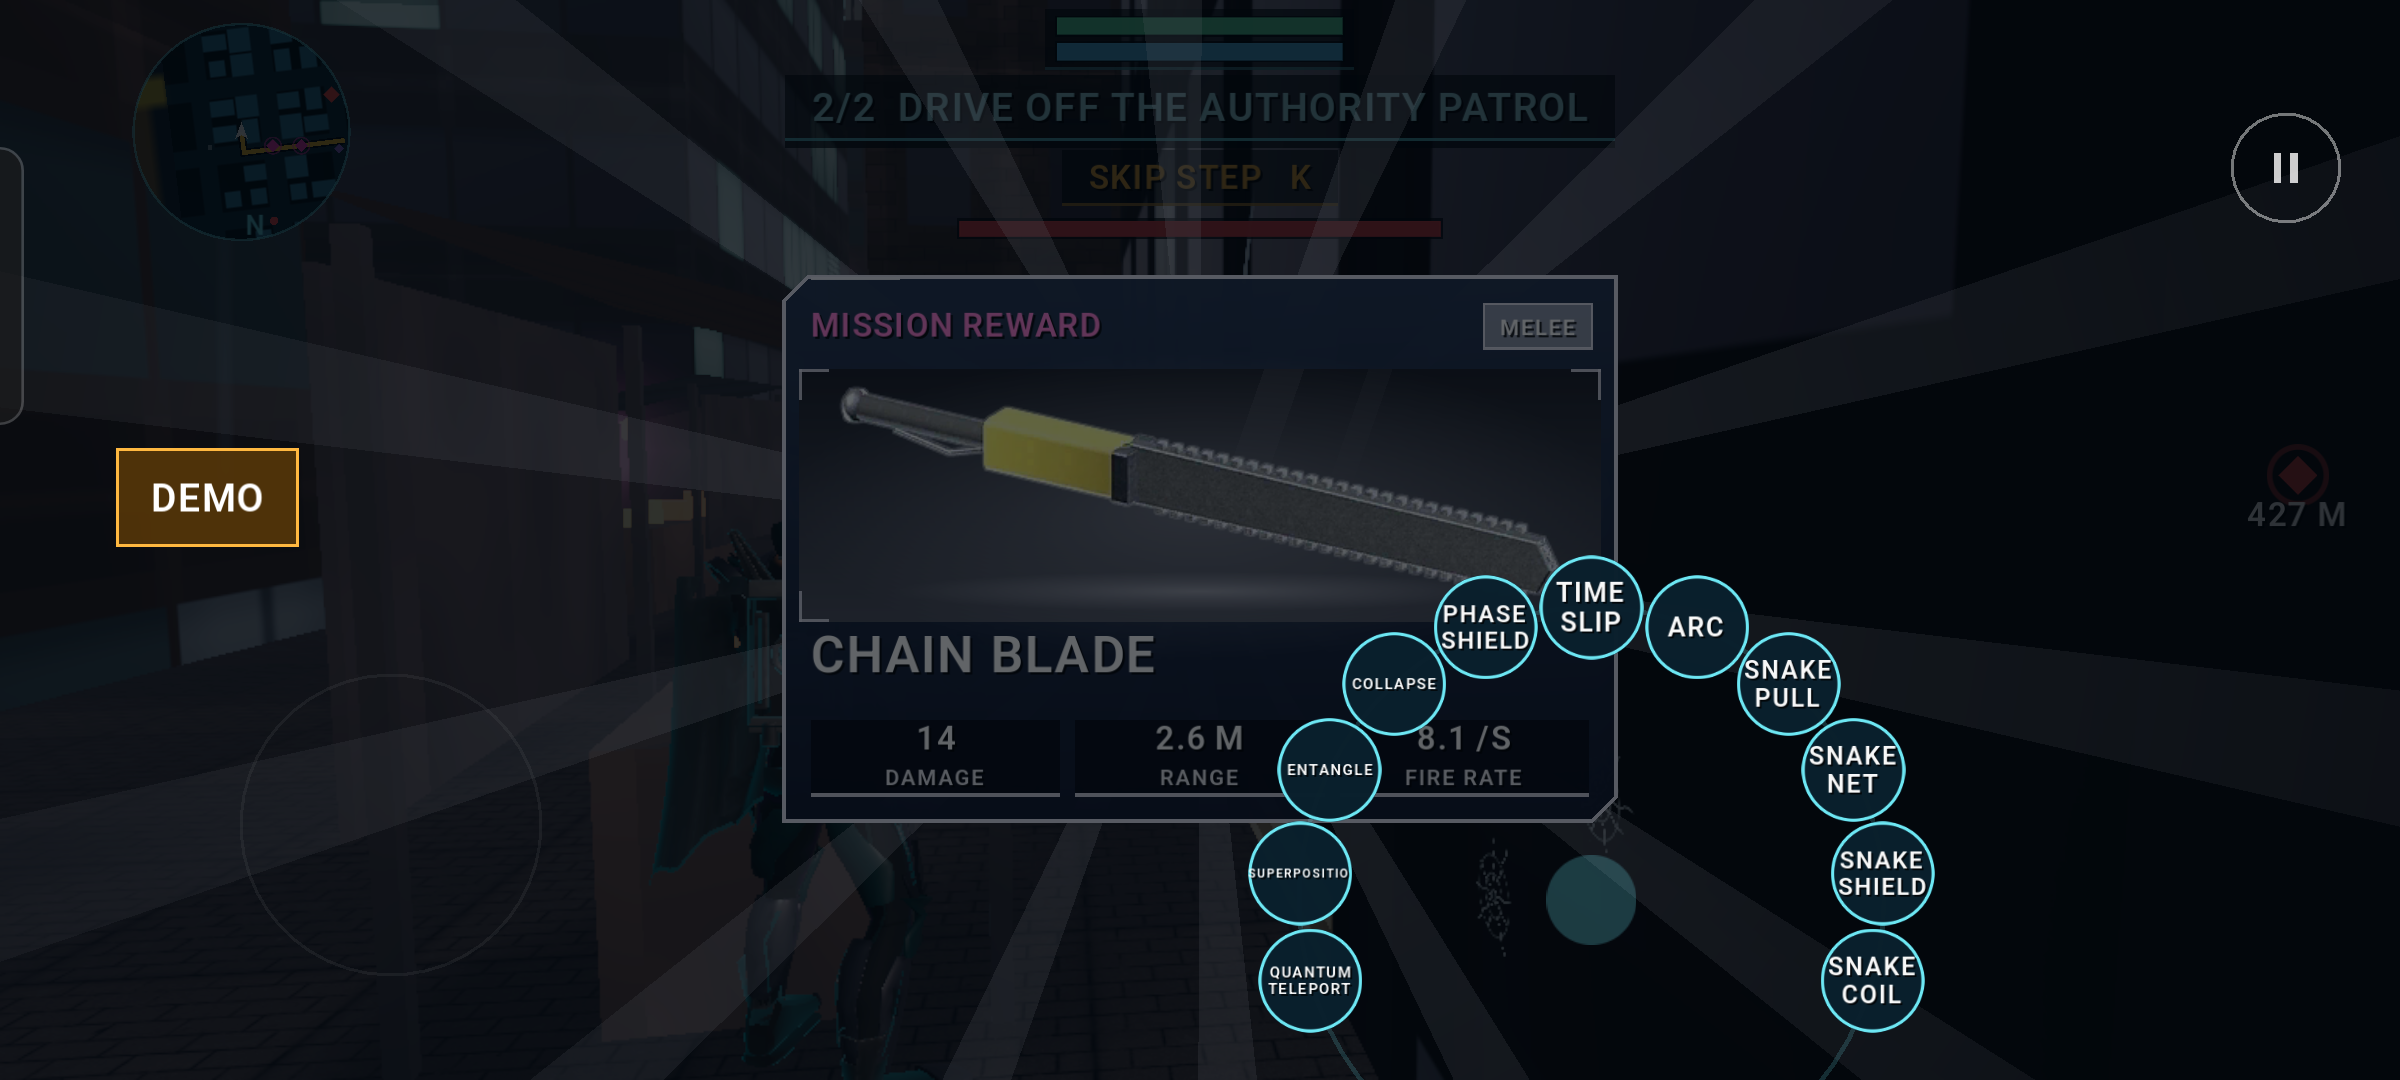 2/2 DRIVE OFF THE AUTHORITY PATROL
SKIP STEP K
N
MISSION REWARD
MELEE
427 M
DEMO
TIME
SLIP
PHASE
SHIELD
ARC
CHAIN BLADE
COLLAPSE
SNAKE
PULL
14
2.6 M
8.1 /S
DAMAGE
RANGE
FIRE RATE
ENTANGLE
SNAKE
NET
SUPERPOSITIO
SNAKE
SHIELD
QUANTUM
TELEPORT
SNAKE
COIL